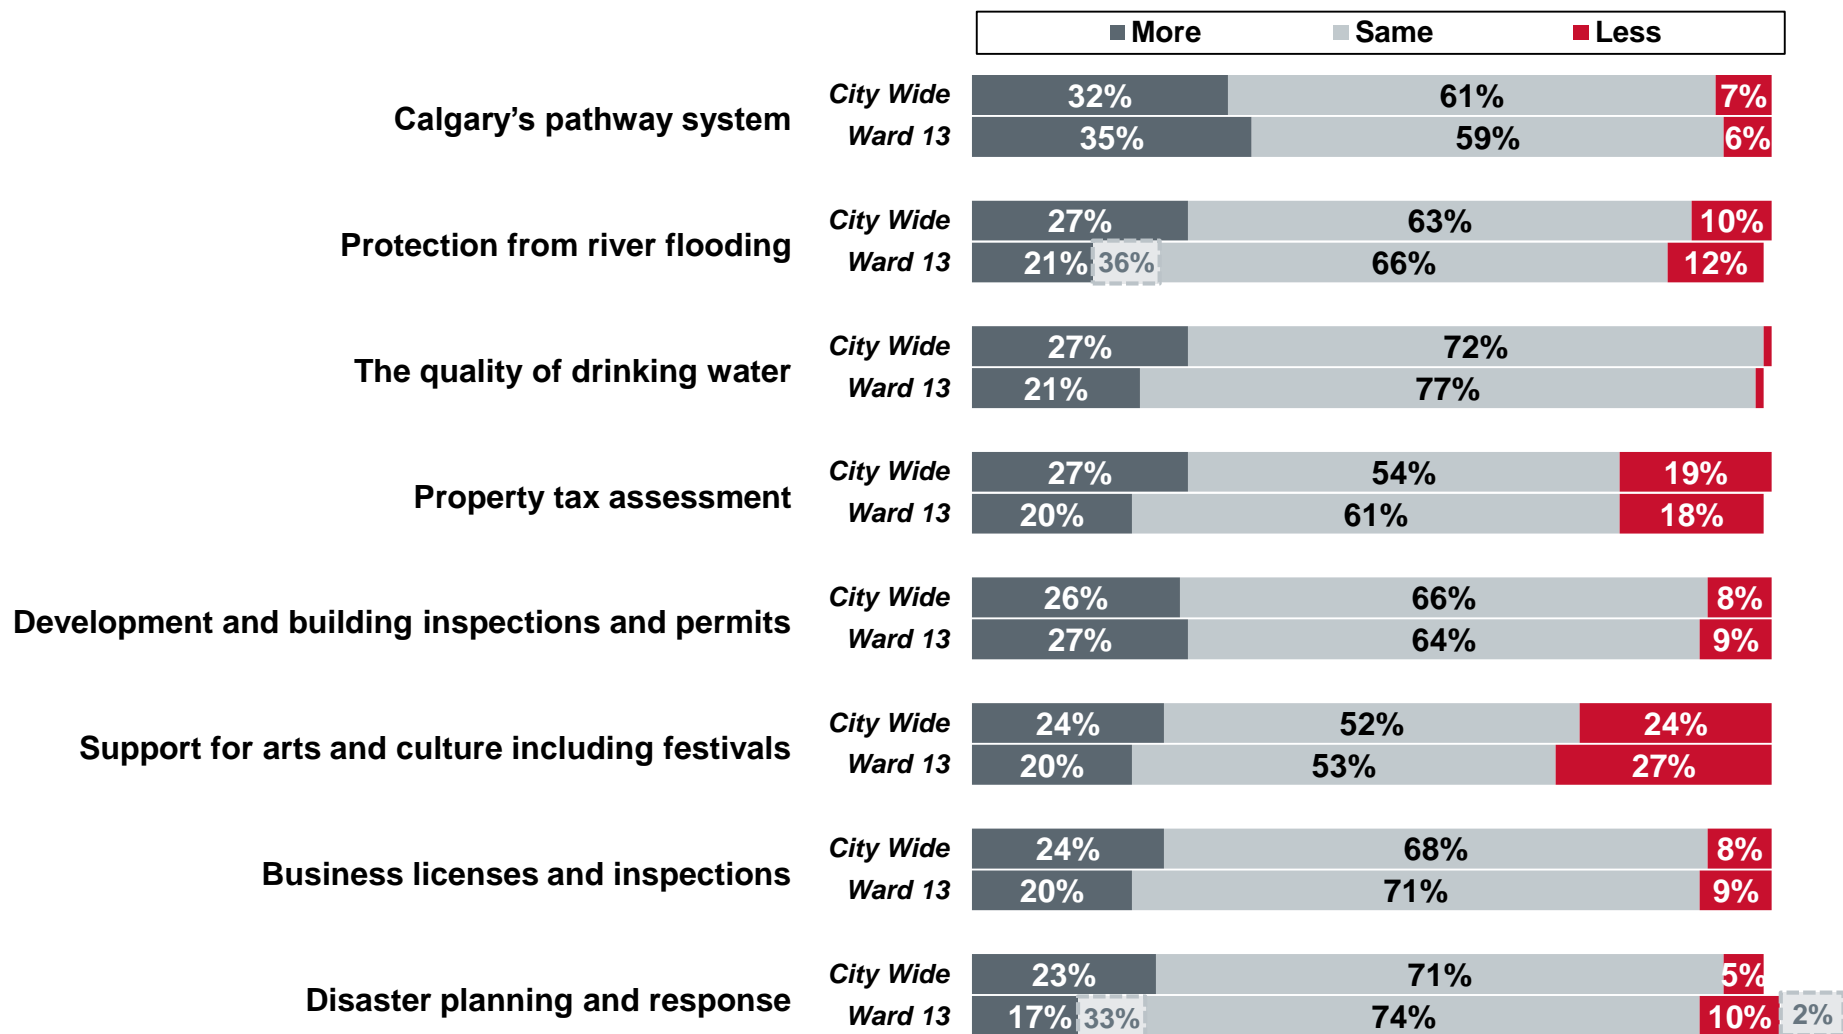 More Same Less
Calgary's pathway system
City Wide 32% 61% 7%
Ward 13 35% 59% 6%
Protection from river flooding
City Wide 27% 63% 10%
Ward 13 21% 36% 66% 12%
The quality of drinking water
City Wide 27% 72%
Ward 13 21% 77%
Property tax assessment
City Wide 27% 54% 19%
Ward 13 20% 61% 18%
Development and building inspections and permits
City Wide 26% 66% 8%
Ward 13 27% 64% 9%
Support for arts and culture including festivals
City Wide 24% 52% 24%
Ward 13 20% 53% 27%
Business licenses and inspections
City Wide 24% 68% 8%
Ward 13 20% 71% 9%
Disaster planning and response
City Wide 23% 71% 5%
Ward 13 17% 33% 74% 10% 2%